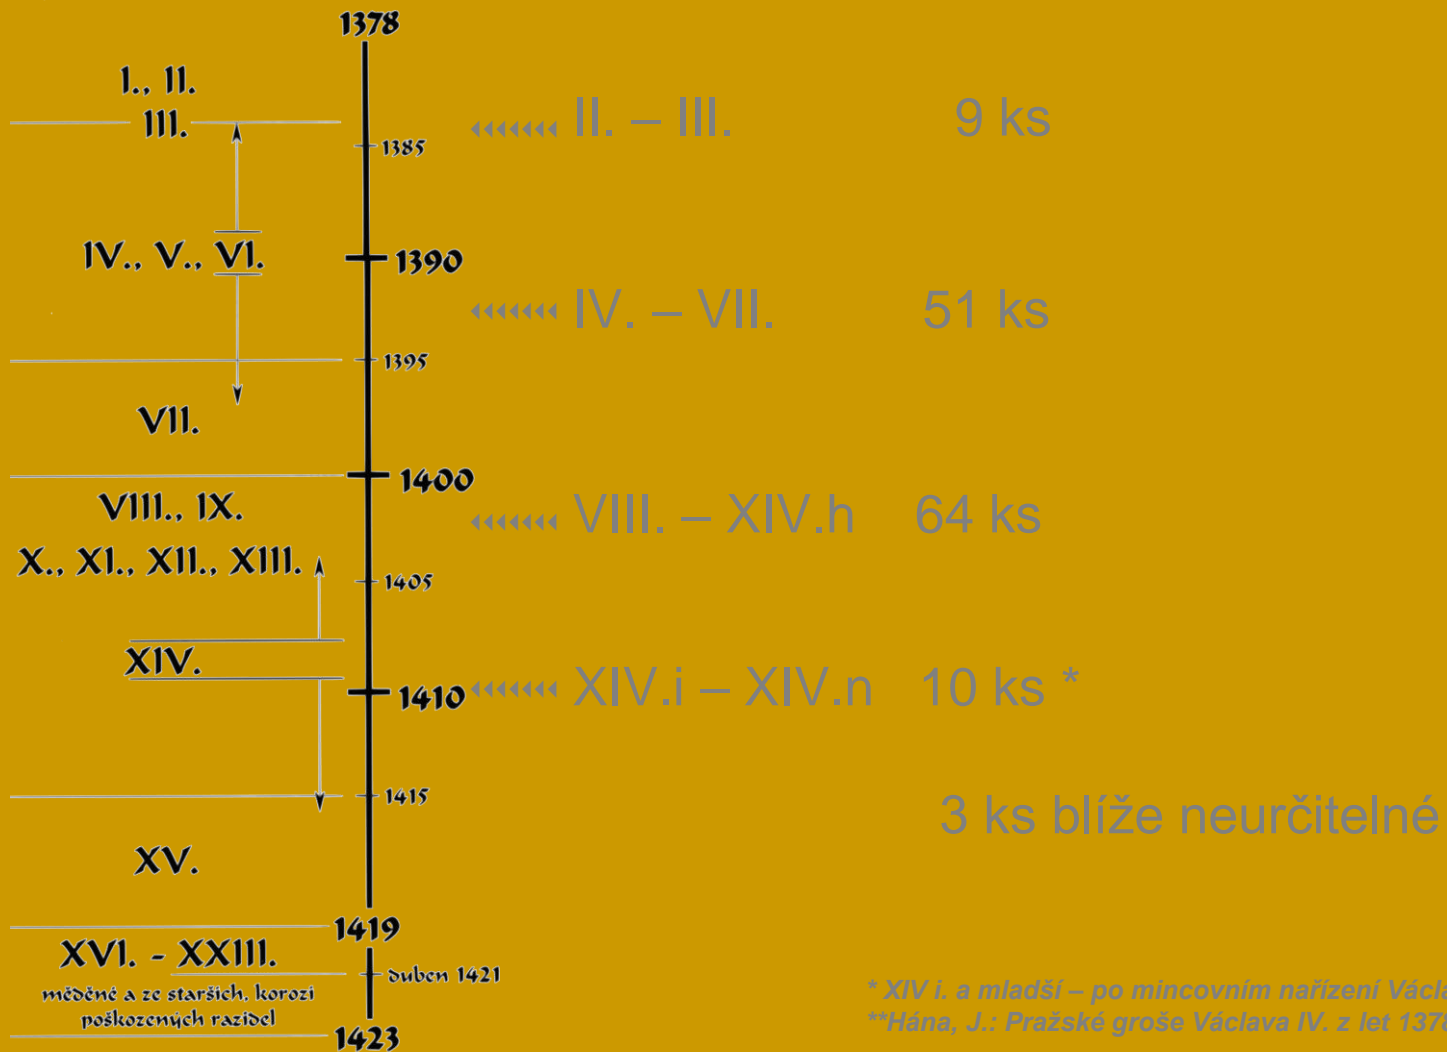 1378
I., II.
III.
II. – III. 9 ks
1385
IV., V., VI.
1390
IV. – VII. 51 ks
1395
VII.
1400
VIII., IX.
VIII. – XIV.h 64 ks
X., XI., XII., XIII.
1405
XIV.
1410
XIV.i – XIV.n 10 ks *
1415
3 ks blíže neurčitelné
XV.
1419
XVI. - XXIII.
duben 1421
měděné a ze starších, korozí
poškozených razidel
1423
* XIV i. a mladší – po mincovním nařízení Václa
**Hána, J.: Pražské groše Václava IV. z let 1378